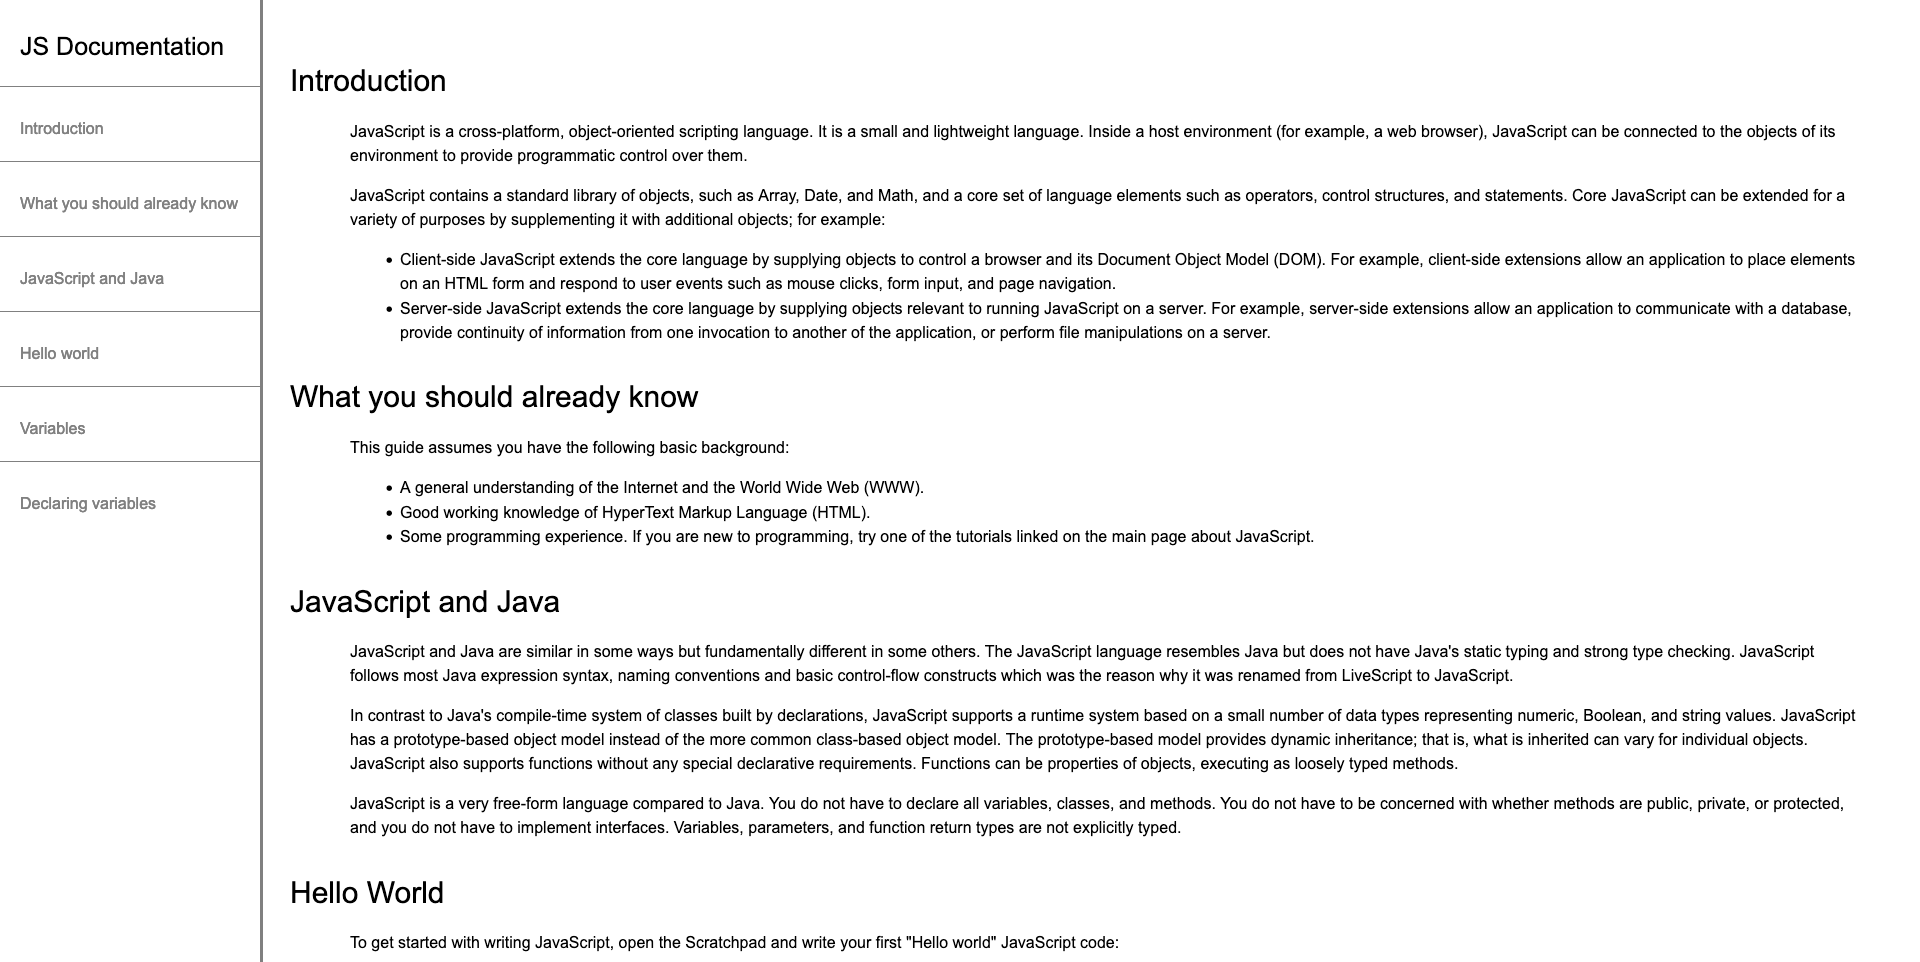 JS Documentation
Introduction
What you should already know
JavaScript and Java
Hello world
Variables
Declaring variables
Introduction
JavaScript is a cross-platform, object-oriented scripting language. It is a small and lightweight language. Inside a host environment (for example, a web browser), JavaScript can be connected to the objects of its
environment to provide programmatic control over them.
JavaScript contains a standard library of objects, such as Array, Date, and Math, and a core set of language elements such as operators, control structures, and statements. Core JavaScript can be extended for a
variety of purposes by supplementing it with additional objects; for example:
• Client-side JavaScript extends the core language by supplying objects to control a browser and its Document Object Model (DOM). For example, client-side extensions allow an application to place elements
on an HTML form and respond to user events such as mouse clicks, form input, and page navigation.
• Server-side JavaScript extends the core language by supplying objects relevant to running JavaScript on a server. For example, server-side extensions allow an application to communicate with a database,
provide continuity of information from one invocation to another of the application, or perform file manipulations on a server.
What you should already know
This guide assumes you have the following basic background:
• A general understanding of the Internet and the World Wide Web (WWW).
• Good working knowledge of HyperText Markup Language (HTML).
• Some programming experience. If you are new to programming, try one of the tutorials linked on the main page about JavaScript.
JavaScript and Java
JavaScript and Java are similar in some ways but fundamentally different in some others. The JavaScript language resembles Java but does not have Java's static typing and strong type checking. JavaScript
follows most Java expression syntax, naming conventions and basic control-flow constructs which was the reason why it was renamed from LiveScript to JavaScript.
In contrast to Java's compile-time system of classes built by declarations, JavaScript supports a runtime system based on a small number of data types representing numeric, Boolean, and string values. JavaScript
has a prototype-based object model instead of the more common class-based object model. The prototype-based model provides dynamic inheritance; that is, what is inherited can vary for individual objects.
JavaScript also supports functions without any special declarative requirements. Functions can be properties of objects, executing as loosely typed methods.
JavaScript is a very free-form language compared to Java. You do not have to declare all variables, classes, and methods. You do not have to be concerned with whether methods are public, private, or protected,
and you do not have to implement interfaces. Variables, parameters, and function return types are not explicitly typed.
Hello World
To get started with writing JavaScript, open the Scratchpad and write your first "Hello world" JavaScript code: